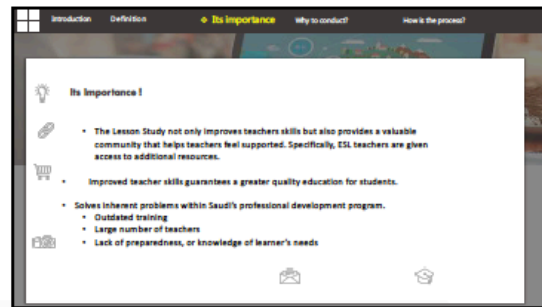 Introduction Definition ❖ Its importance Why to conduct? How is the process?
Its Importance !
• The Lesson Study not only improves teachers skills but also provides a valuable
community that helps teachers feel supported. Specifically, ESL teachers are given
access to additional resources.
• Improved teacher skills guarantees a greater quality education for students.
• Solves inherent problems within Saudi's professional development program.
• Outdated training
• Large number of teachers
• Lack of preparedness, or knowledge of learner's needs